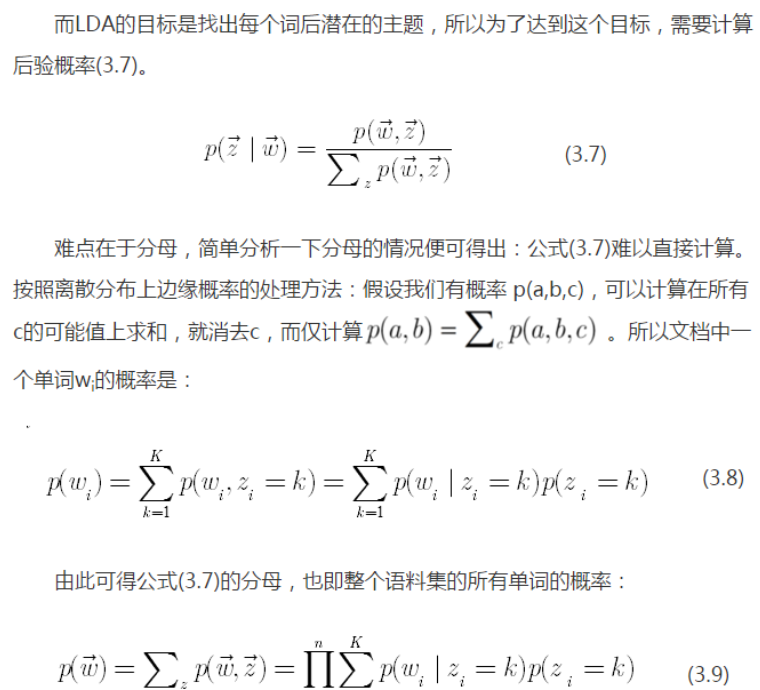 而LDA的目标是找出每个词后潜在的主题，所以为了达到这个目标，需要计算
后验概率(3.7)。
p(\vec{z} | \vec{w}) = \frac{p(\vec{w}, \vec{z})}{\sum_z p(\vec{w}, \vec{z})} (3.7)
难点在于分母，简单分析一下分母的情况便可得出：公式(3.7)难以直接计算。
按照离散分布上边缘概率的处理方法：假设我们有概率 p(a,b,c)，可以计算在所有
c的可能值上求和，就消去c，而仅计算 p(a,b) = \sum_c p(a,b,c) 。所以文档中一
个单词w_i的概率是：
p(w_i) = \sum_{k=1}^{K} p(w_i, z_i = k) = \sum_{k=1}^{K} p(w_i | z_i = k)p(z_i = k) (3.8)
由此可得公式(3.7)的分母，也即整个语料集的所有单词的概率：
p(\vec{w}) = \sum_z p(\vec{w}, \vec{z}) = \prod^{n} \sum^{K} p(w_i | z_i = k)p(z_i = k) (3.9)